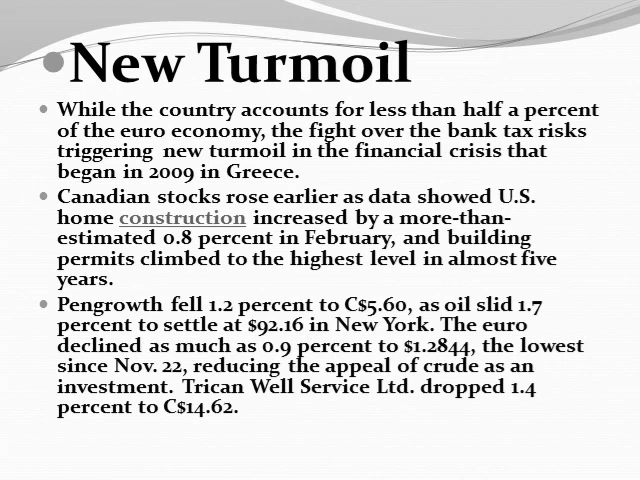 New Turmoil
While the country accounts for less than half a percent
of the euro economy, the fight over the bank tax risks
triggering new turmoil in the financial crisis that
began in 2009 in Greece.
Canadian stocks rose earlier as data showed U.S.
home construction increased by a more-than-
estimated 0.8 percent in February, and building
permits climbed to the highest level in almost five
years.
Pengrowth fell 1.2 percent to C$5.60, as oil slid 1.7
percent to settle at $92.16 in New York. The euro
declined as much as 0.9 percent to $1.2844, the lowest
since Nov. 22, reducing the appeal of crude as an
investment. Trican Well Service Ltd. dropped 1.4
percent to C$14.62.